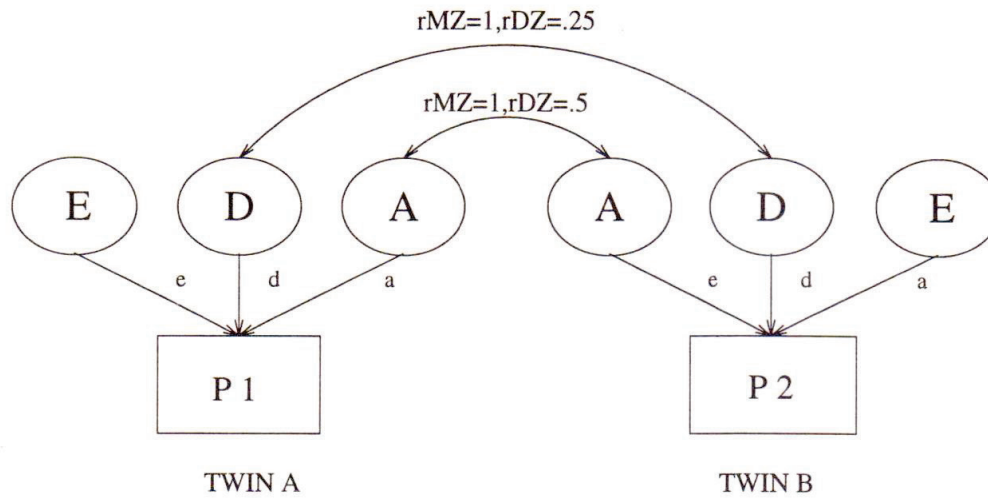 rMZ=1,rDZ=.25
rMZ=1,rDZ=.5
E D A A D E
e d a e d a
P 1 P 2
TWIN A TWIN B